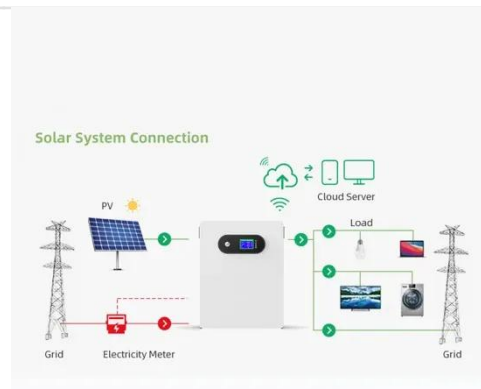 Solar System Connection
Cloud Server
PV
Load
Grid
Electricity Meter
Grid